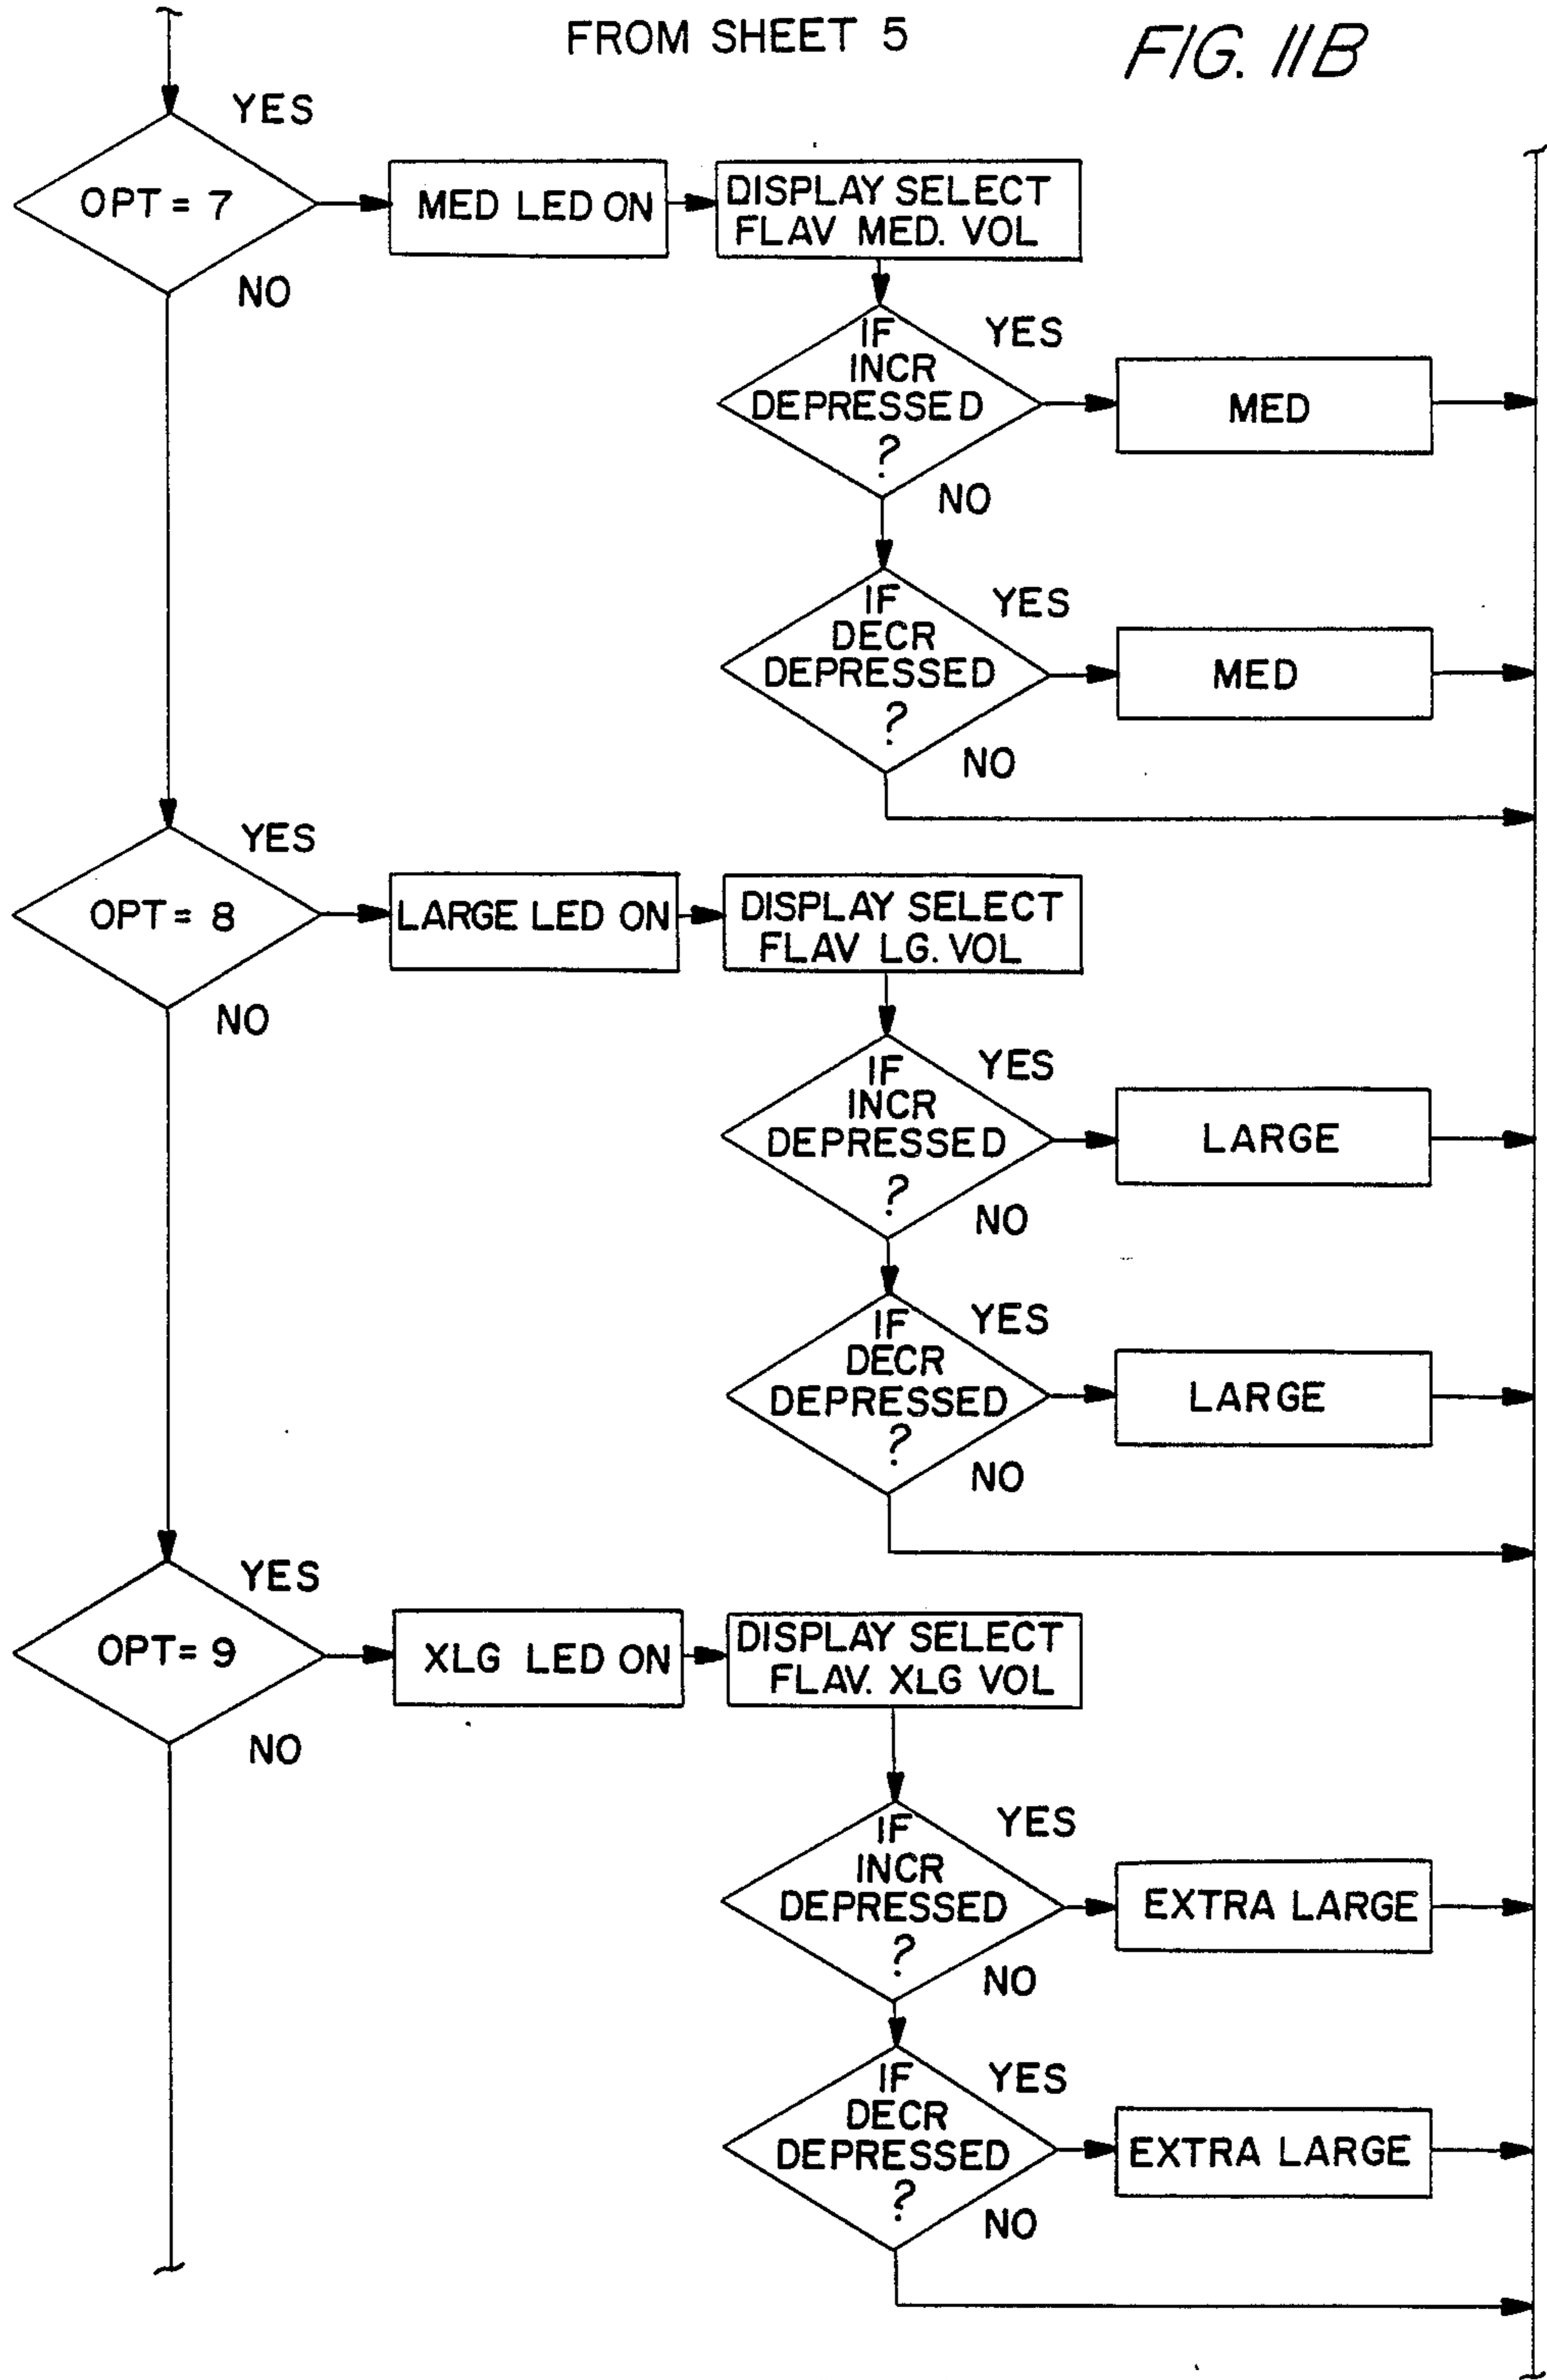 FROM SHEET 5
FIG. 11B
YES
OPT = 7
MED LED ON
DISPLAY SELECT
FLAV MED. VOL
NO
IF
INCR
DEPRESSED
?
YES
MED
NO
IF
DECR
DEPRESSED
?
YES
MED
NO
YES
OPT = 8
LARGE LED ON
DISPLAY SELECT
FLAV LG. VOL
NO
IF
INCR
DEPRESSED
?
YES
LARGE
NO
IF
DECR
DEPRESSED
?
YES
LARGE
NO
YES
OPT = 9
XLG LED ON
DISPLAY SELECT
FLAV. XLG VOL
NO
IF
INCR
DEPRESSED
?
YES
EXTRA LARGE
NO
IF
DECR
DEPRESSED
?
YES
EXTRA LARGE
NO